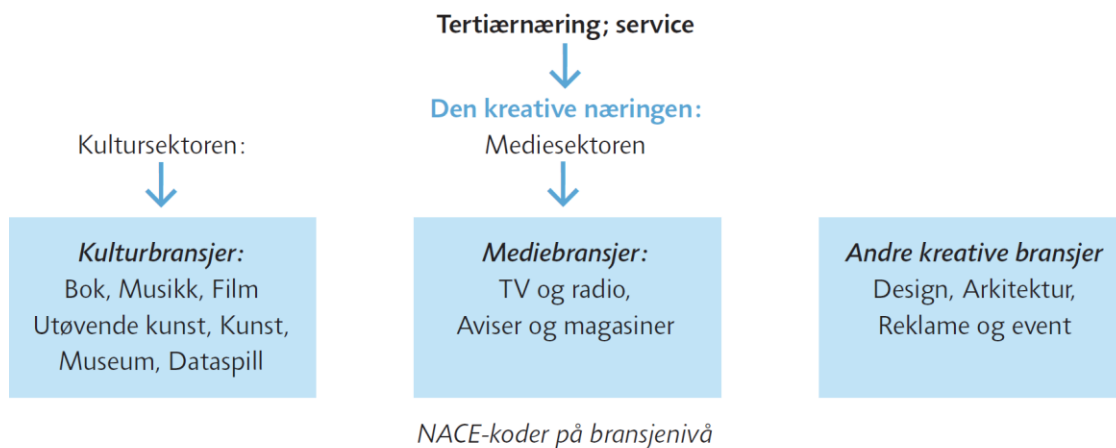 Tertiærnæring; service
Den kreative næringen:
Kultursektoren:
Mediesektoren
Kulturbransjer:
Bok, Musikk, Film
Utøvende kunst, Kunst,
Museum, Dataspill
Mediebransjer:
TV og radio,
Aviser og magasiner
Andre kreative bransjer
Design, Arkitektur,
Reklame og event
NACE-koder på bransjenivå